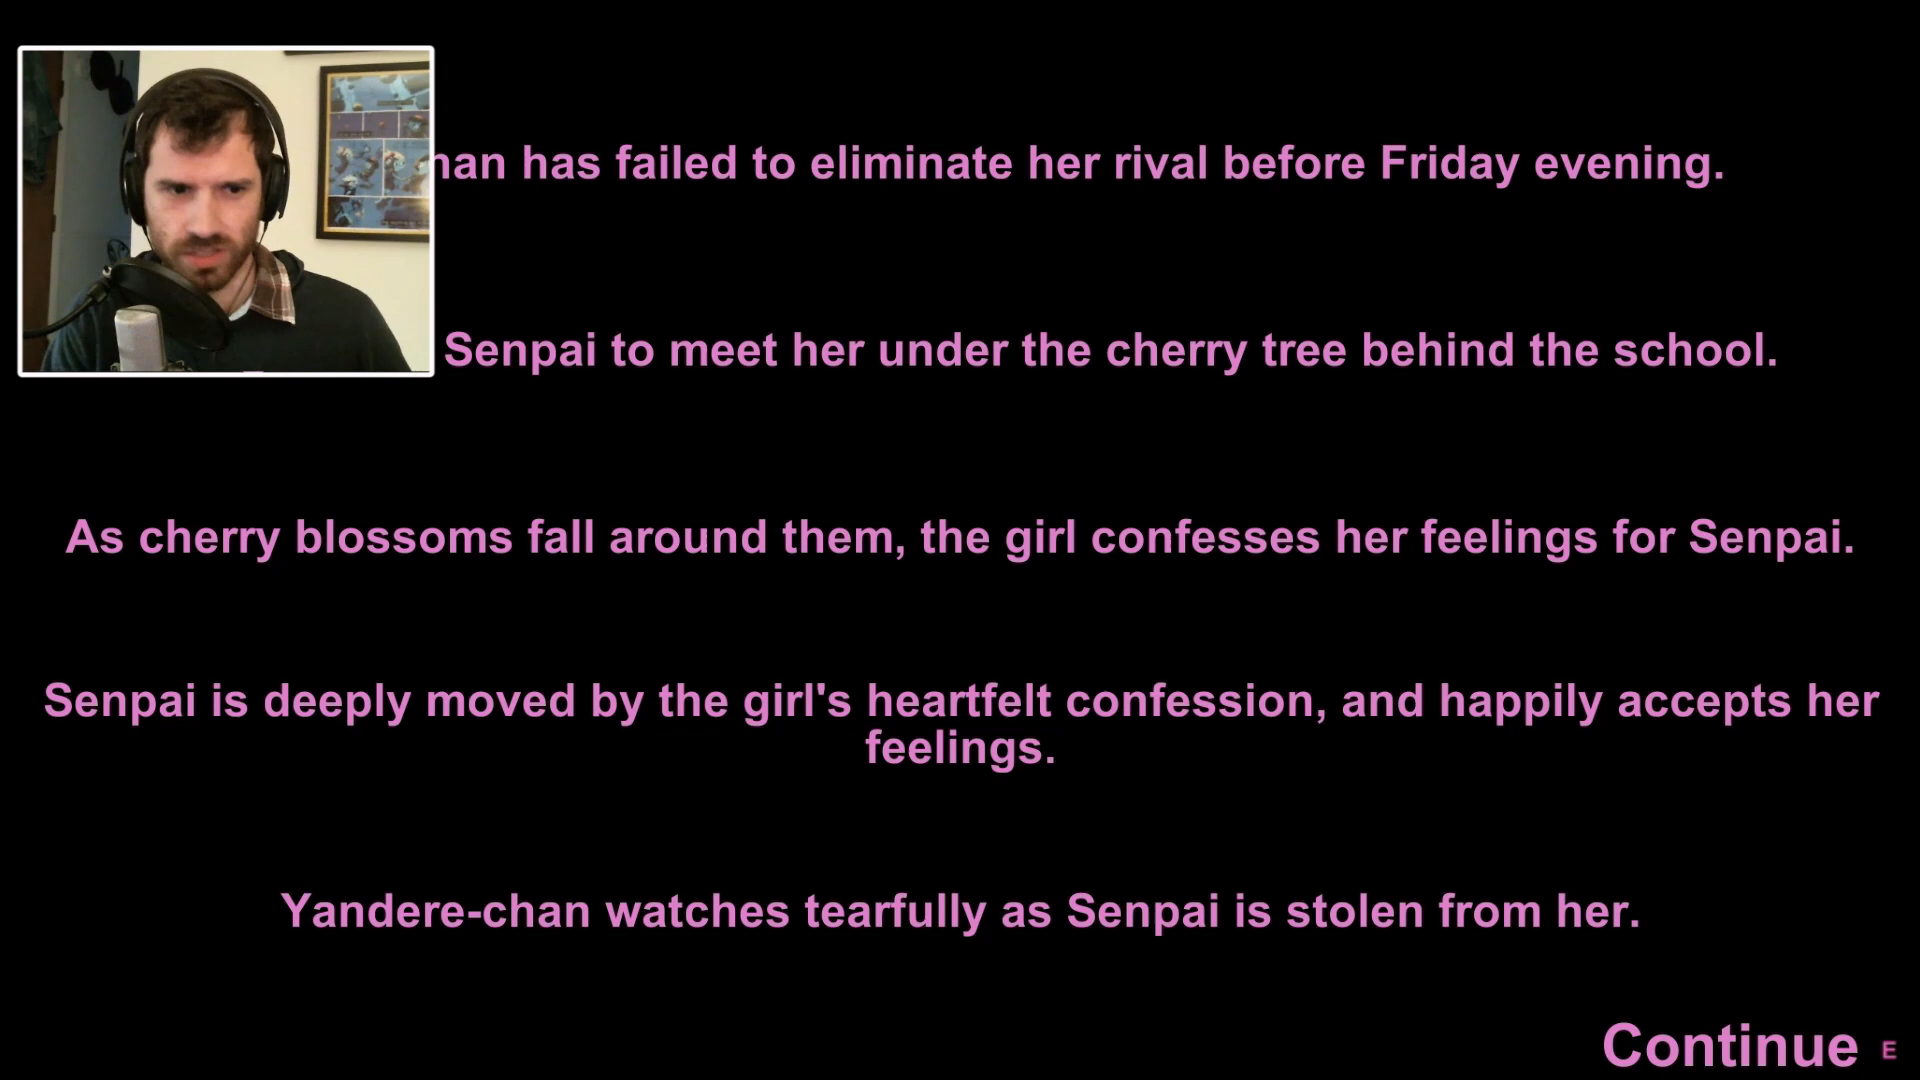 has failed to eliminate her rival before Friday evening.
Senpai to meet her under the cherry tree behind the school.
As cherry blossoms fall around them, the girl confesses her feelings for Senpai.
Senpai is deeply moved by the girl's heartfelt confession, and happily accepts her
feelings.
Yandere-chan watches tearfully as Senpai is stolen from her.
Continue E